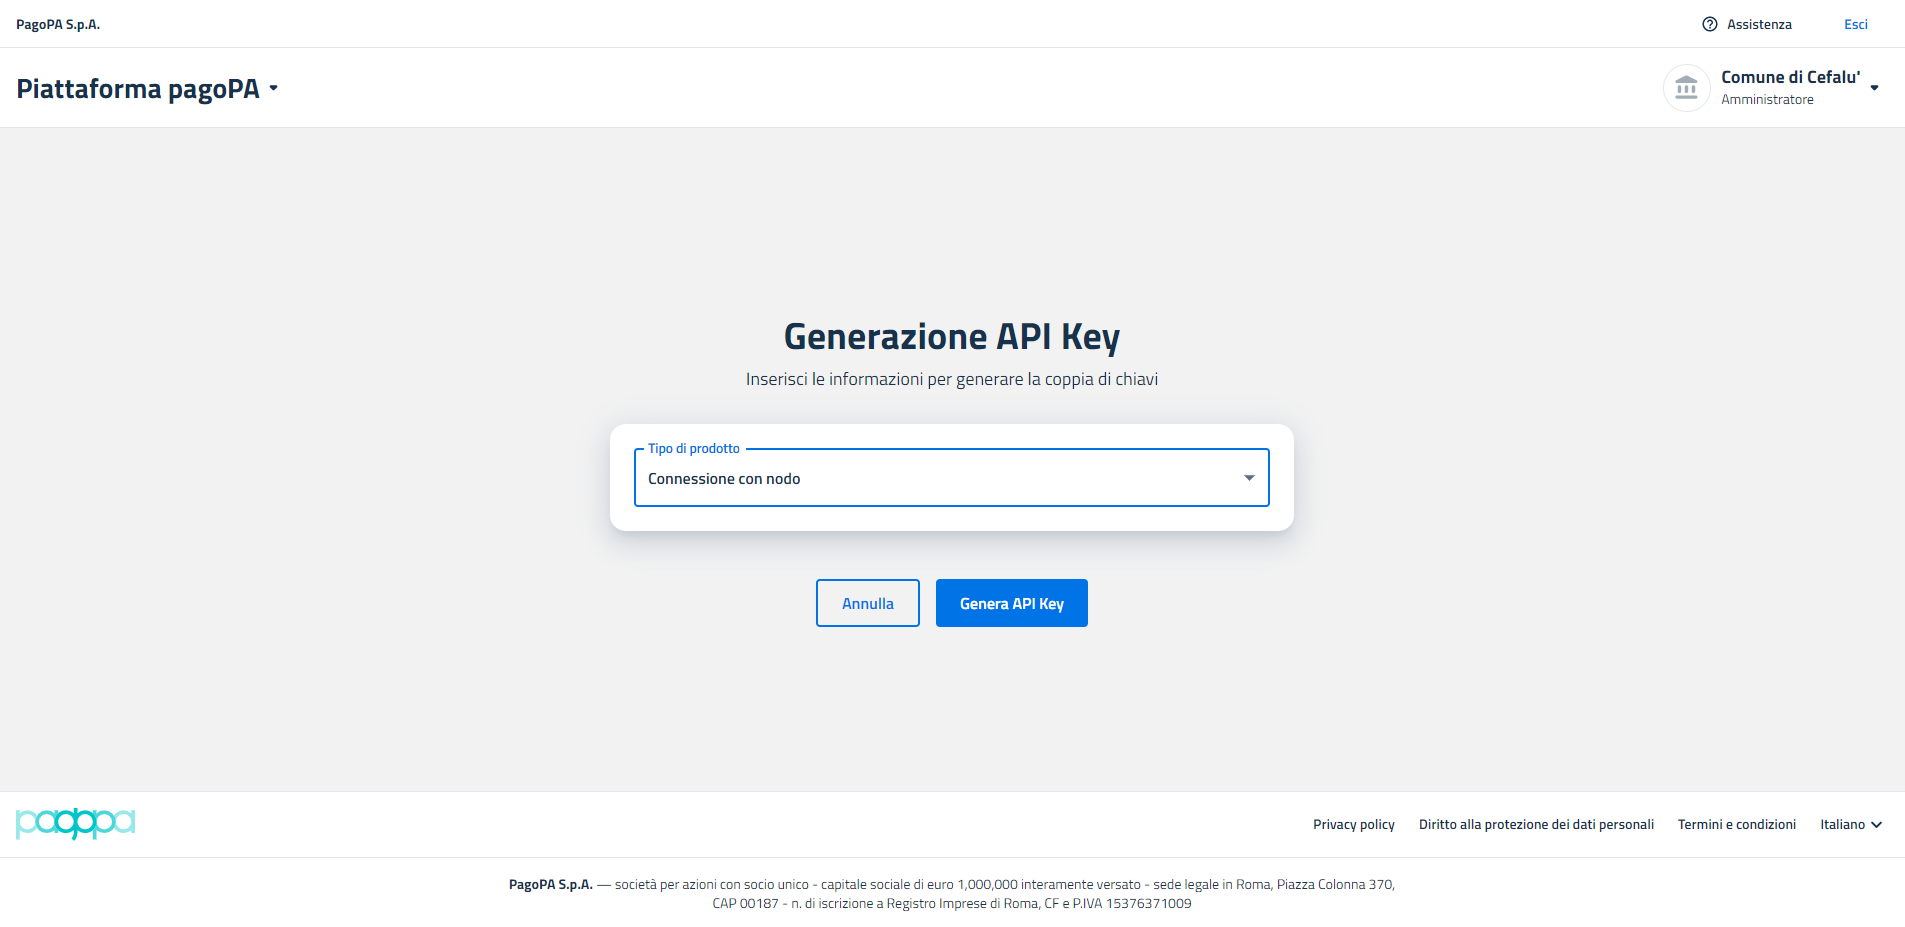 PagoPA S.p.A.
Assistenza
Esci
Piattaforma pagoPA
Comune di Cefalu'
Amministratore
Generazione API Key
Inserisci le informazioni per generare la coppia di chiavi
Tipo di prodotto
Connessione con nodo
Annulla
Genera API Key
pagopa
Privacy policy
Diritto alla protezione dei dati personali
Termini e condizioni
Italiano
PagoPA S.p.A. — società per azioni con socio unico - capitale sociale di euro 1,000,000 interamente versato - sede legale in Roma, Piazza Colonna 370,
CAP 00187 - n. di iscrizione a Registro Imprese di Roma, CF e P.IVA 15376371009